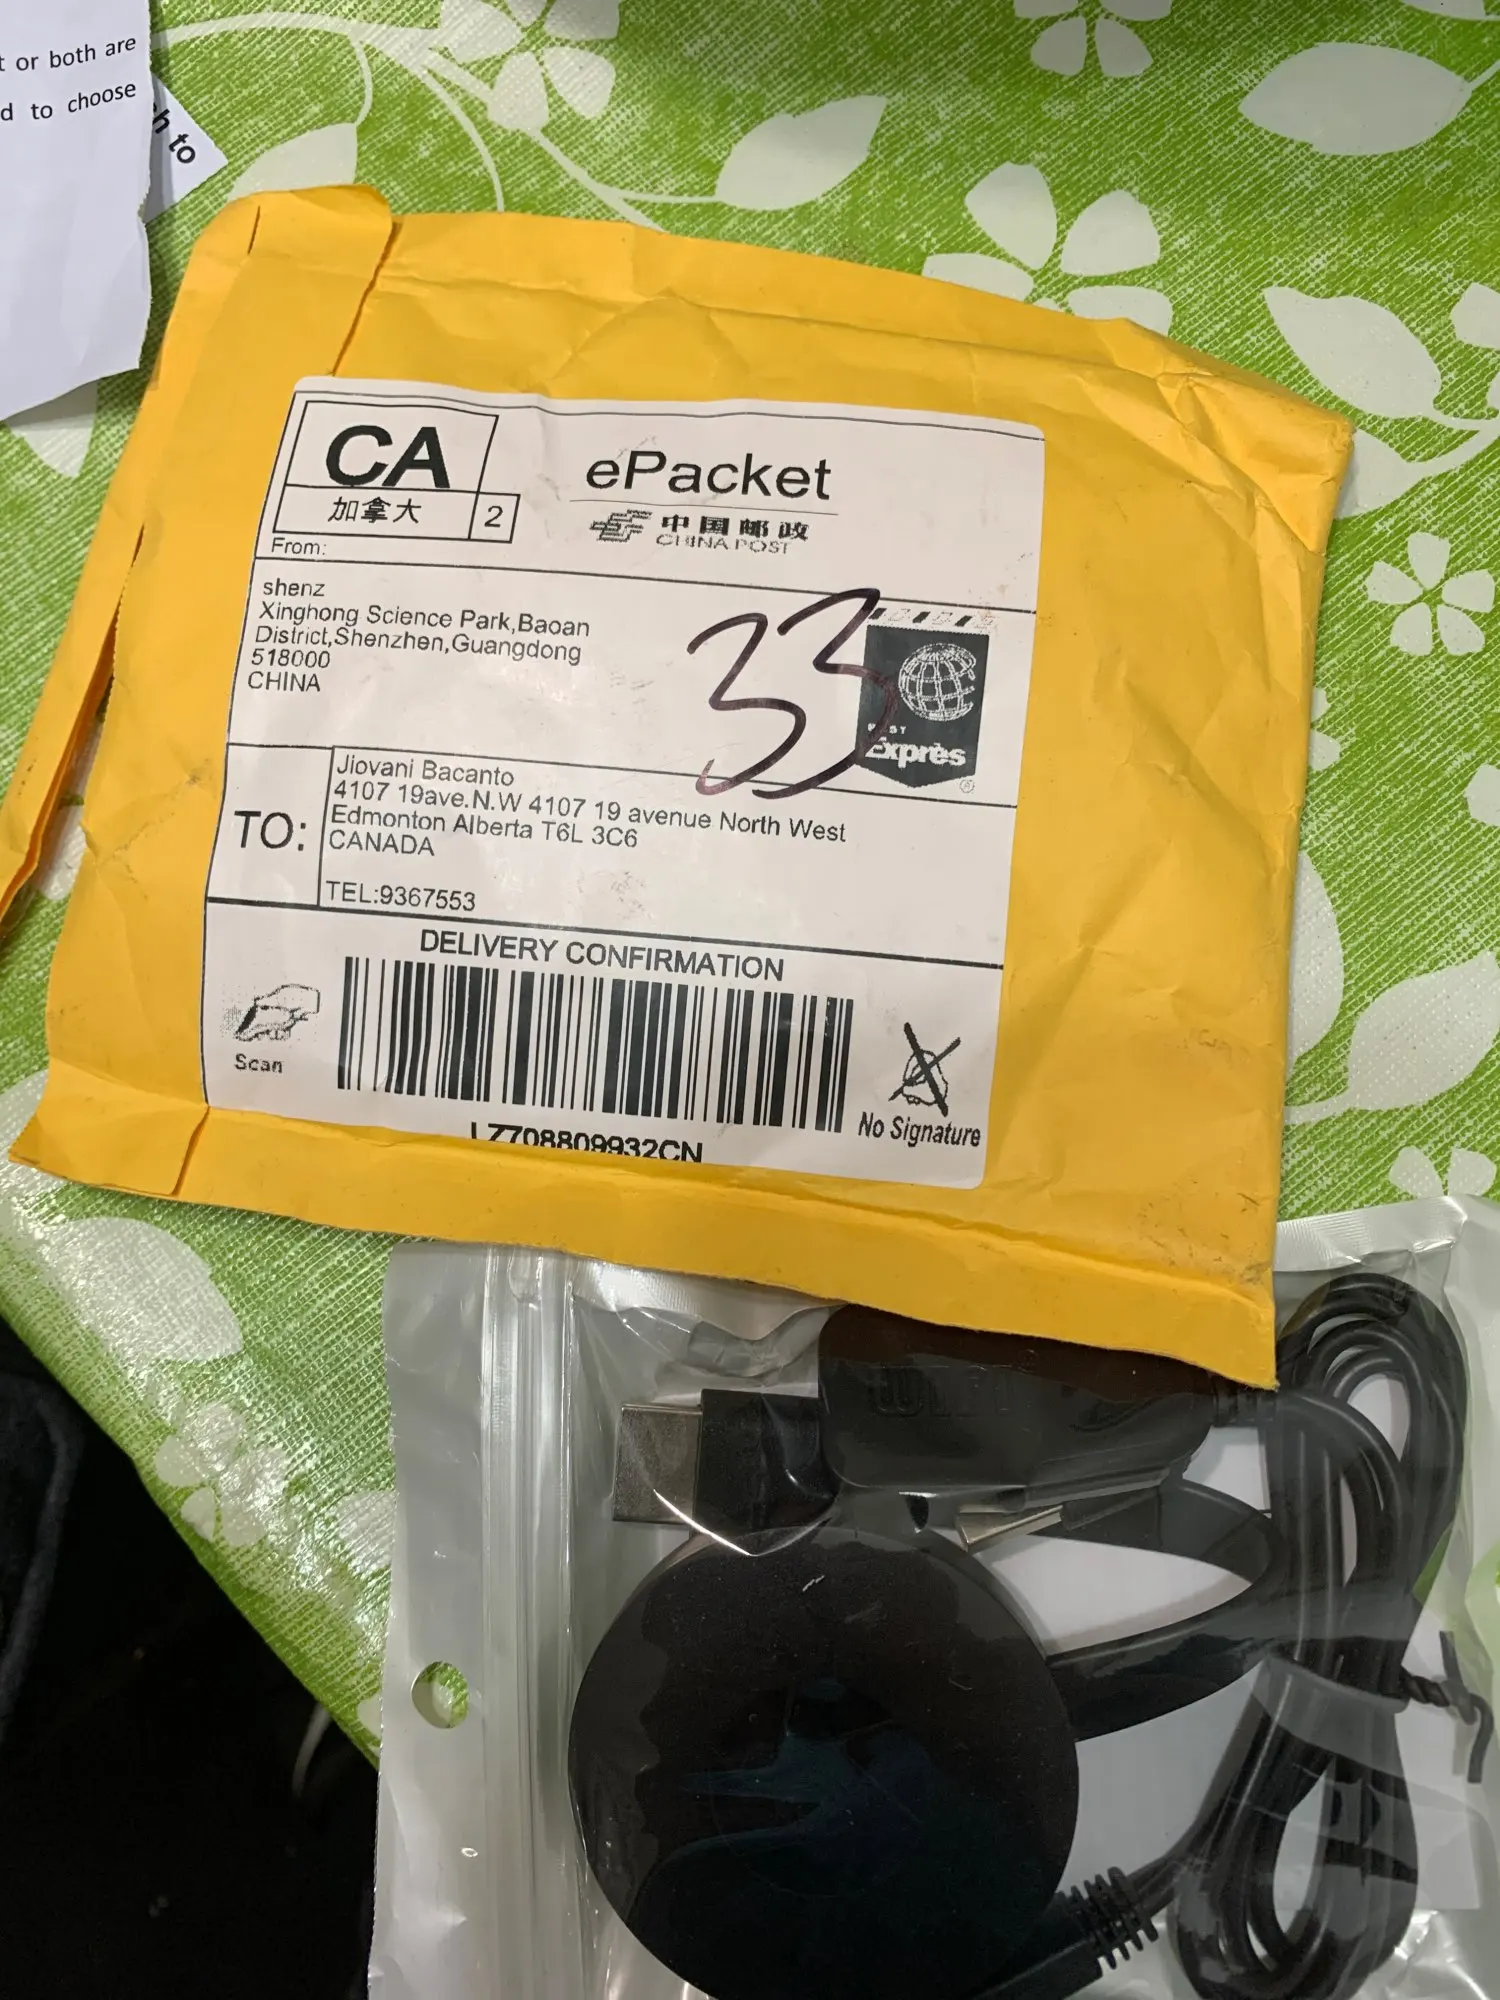 t or both are
d to choose
h to
CA
加拿大
2
ePacket
中国邮政
CHINA POST
From:
shenz
Xinghong Science Park,Baoan
District,Shenzhen,Guangdong
518000
CHINA
33
Exprès
TO:
Jiovani Bacanto
4107 19ave.N.W 4107 19 avenue North West
Edmonton Alberta T6L 3C6
CANADA
TEL:9367553
DELIVERY CONFIRMATION
Scan
No Signature
LZ708809932CN